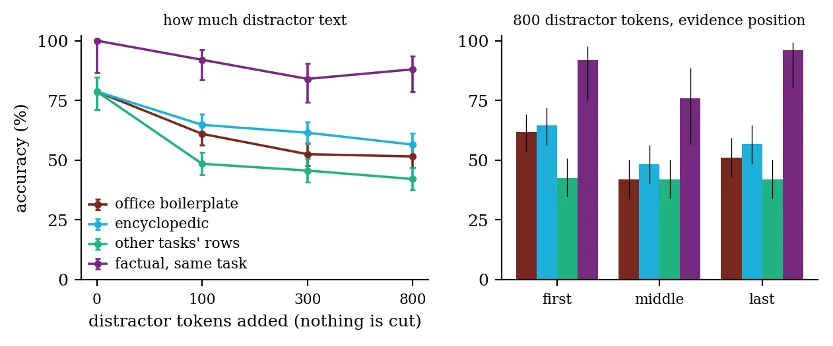 how much distractor text
100
75
50
25
0
accuracy (%)
office boilerplate
encyclopedic
other tasks' rows
factual, same task
0 100 300 800
distractor tokens added (nothing is cut)
800 distractor tokens, evidence position
100
75
50
25
0
first middle last